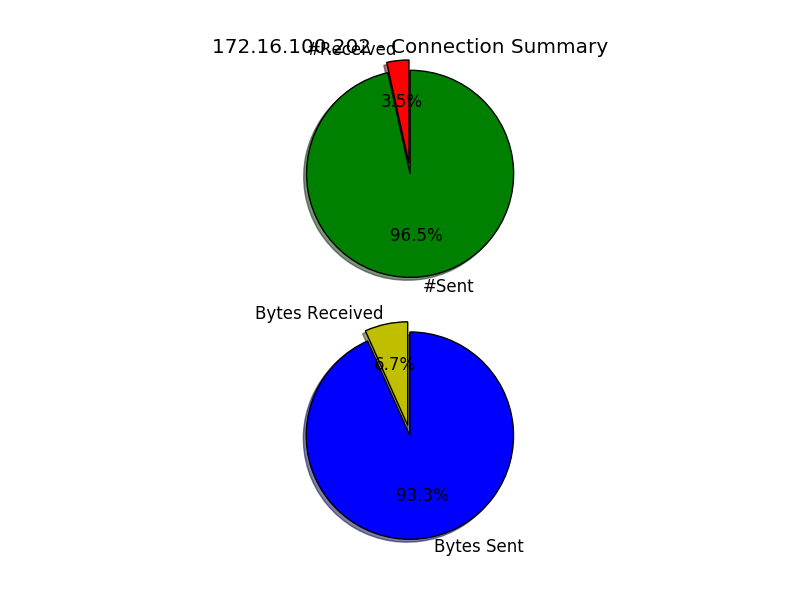 172.16.100.202 - Connection Summary
#Received
3.5%
96.5%
#Sent
Bytes Received
6.7%
93.3%
Bytes Sent